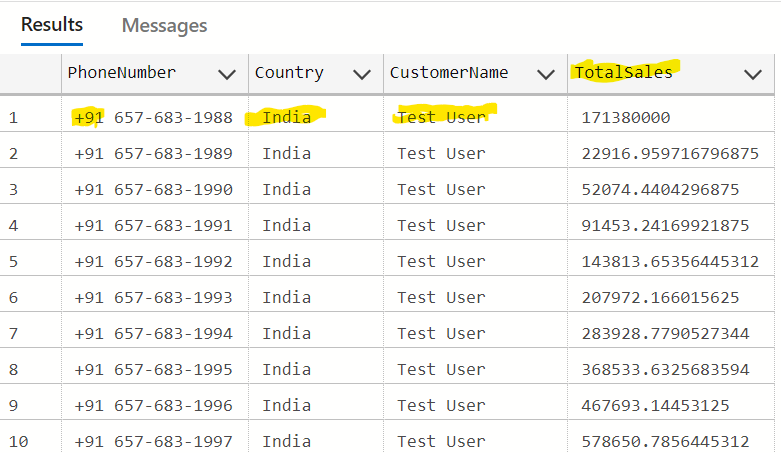 Results Messages
PhoneNumber Country CustomerName TotalSales
1 +91 657-683-1988 India Test User 171380000
2 +91 657-683-1989 India Test User 22916.959716796875
3 +91 657-683-1990 India Test User 52074.4404296875
4 +91 657-683-1991 India Test User 91453.24169921875
5 +91 657-683-1992 India Test User 143813.65356445312
6 +91 657-683-1993 India Test User 207972.166015625
7 +91 657-683-1994 India Test User 283928.7790527344
8 +91 657-683-1995 India Test User 368533.6325683594
9 +91 657-683-1996 India Test User 467693.14453125
10 +91 657-683-1997 India Test User 578650.7856445312